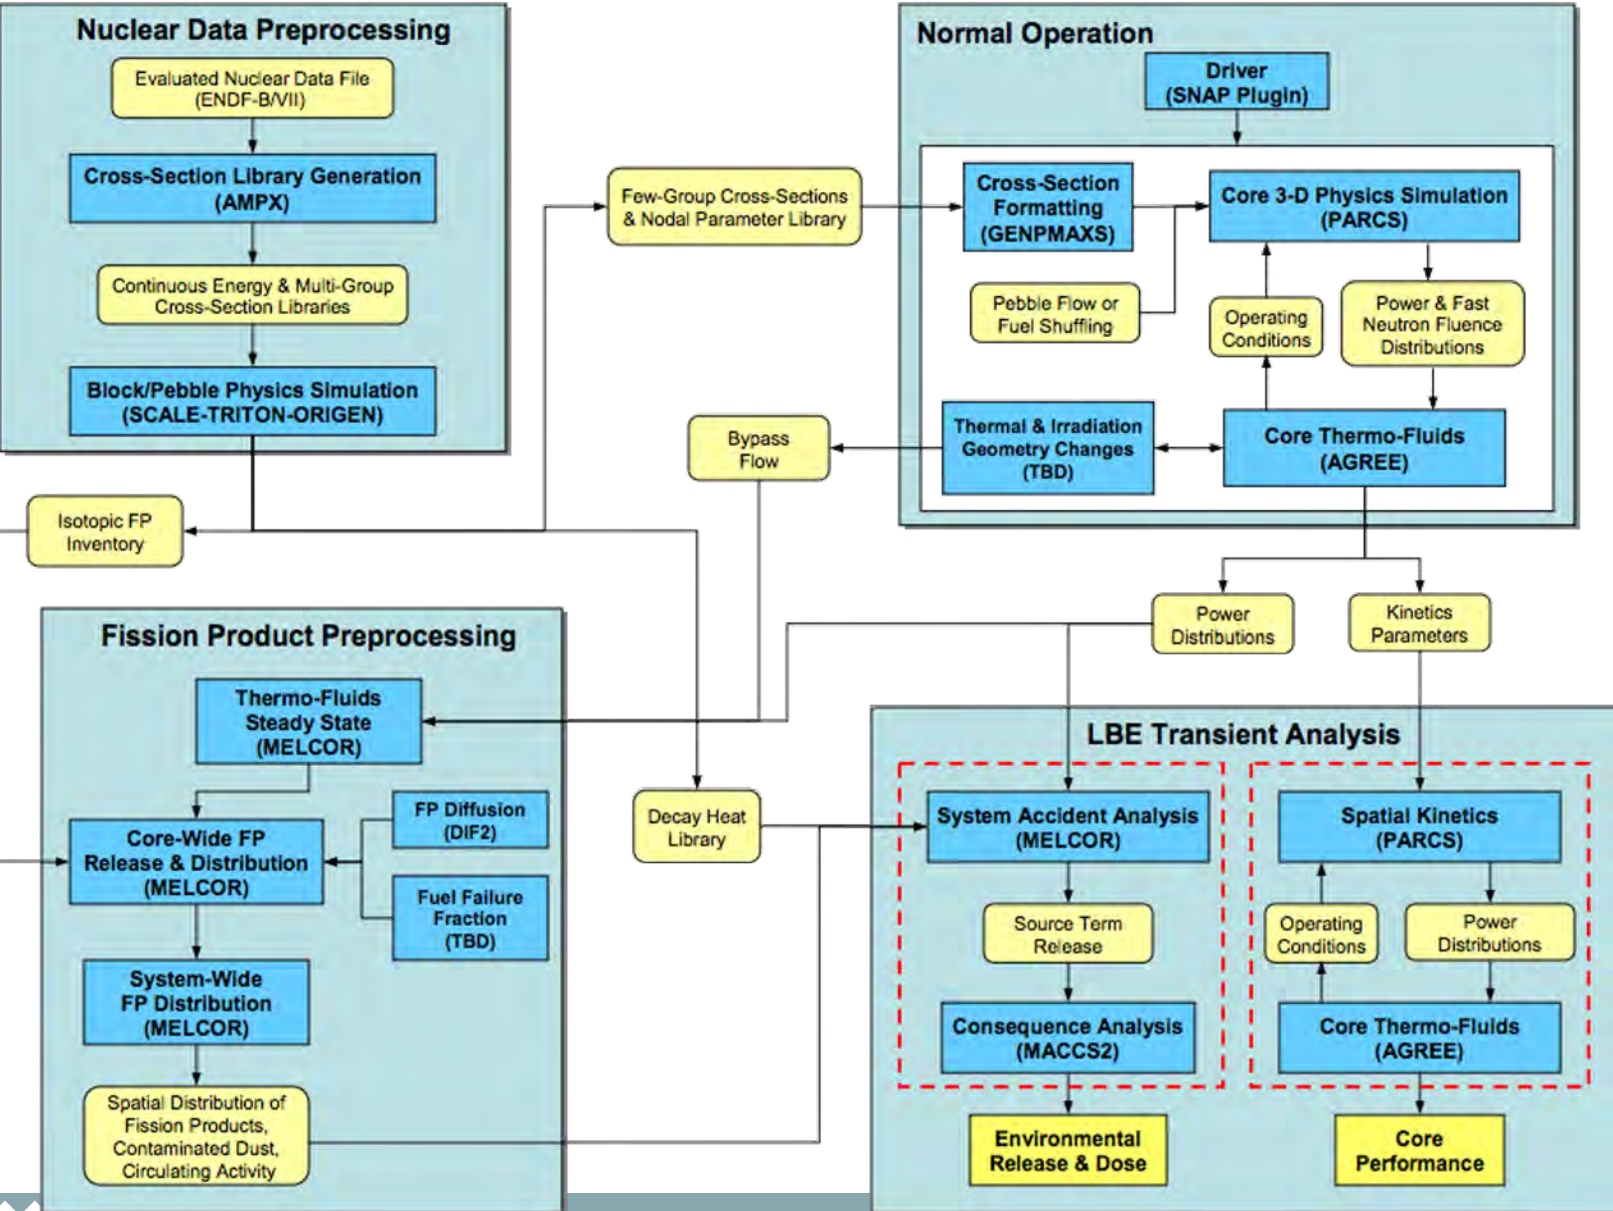 Nuclear Data Preprocessing
Evaluated Nuclear Data File
(ENDF-B/VII)
Cross-Section Library Generation
(AMPX)
Continuous Energy & Multi-Group
Cross-Section Libraries
Block/Pebble Physics Simulation
(SCALE-TRITON-ORIGEN)
Isotopic FP
Inventory
Few-Group Cross-Sections
& Nodal Parameter Library
Normal Operation
Driver
(SNAP Plugin)
Cross-Section
Formatting
(GENPMAXS)
Core 3-D Physics Simulation
(PARCS)
Pebble Flow or
Fuel Shuffling
Operating
Conditions
Power & Fast
Neutron Fluence
Distributions
Thermal & Irradiation
Geometry Changes
(TBD)
Core Thermo-Fluids
(AGREE)
Bypass
Flow
Power
Distributions
Kinetics
Parameters
Fission Product Preprocessing
Thermo-Fluids
Steady State
(MELCOR)
Core-Wide FP
Release & Distribution
(MELCOR)
FP Diffusion
(DIF2)
Fuel Failure
Fraction
(TBD)
System-Wide
FP Distribution
(MELCOR)
Spatial Distribution of
Fission Products,
Contaminated Dust,
Circulating Activity
Decay Heat
Library
LBE Transient Analysis
System Accident Analysis
(MELCOR)
Source Term
Release
Consequence Analysis
(MACCS2)
Environmental
Release & Dose
Spatial Kinetics
(PARCS)
Operating
Conditions
Power
Distributions
Core Thermo-Fluids
(AGREE)
Core
Performance